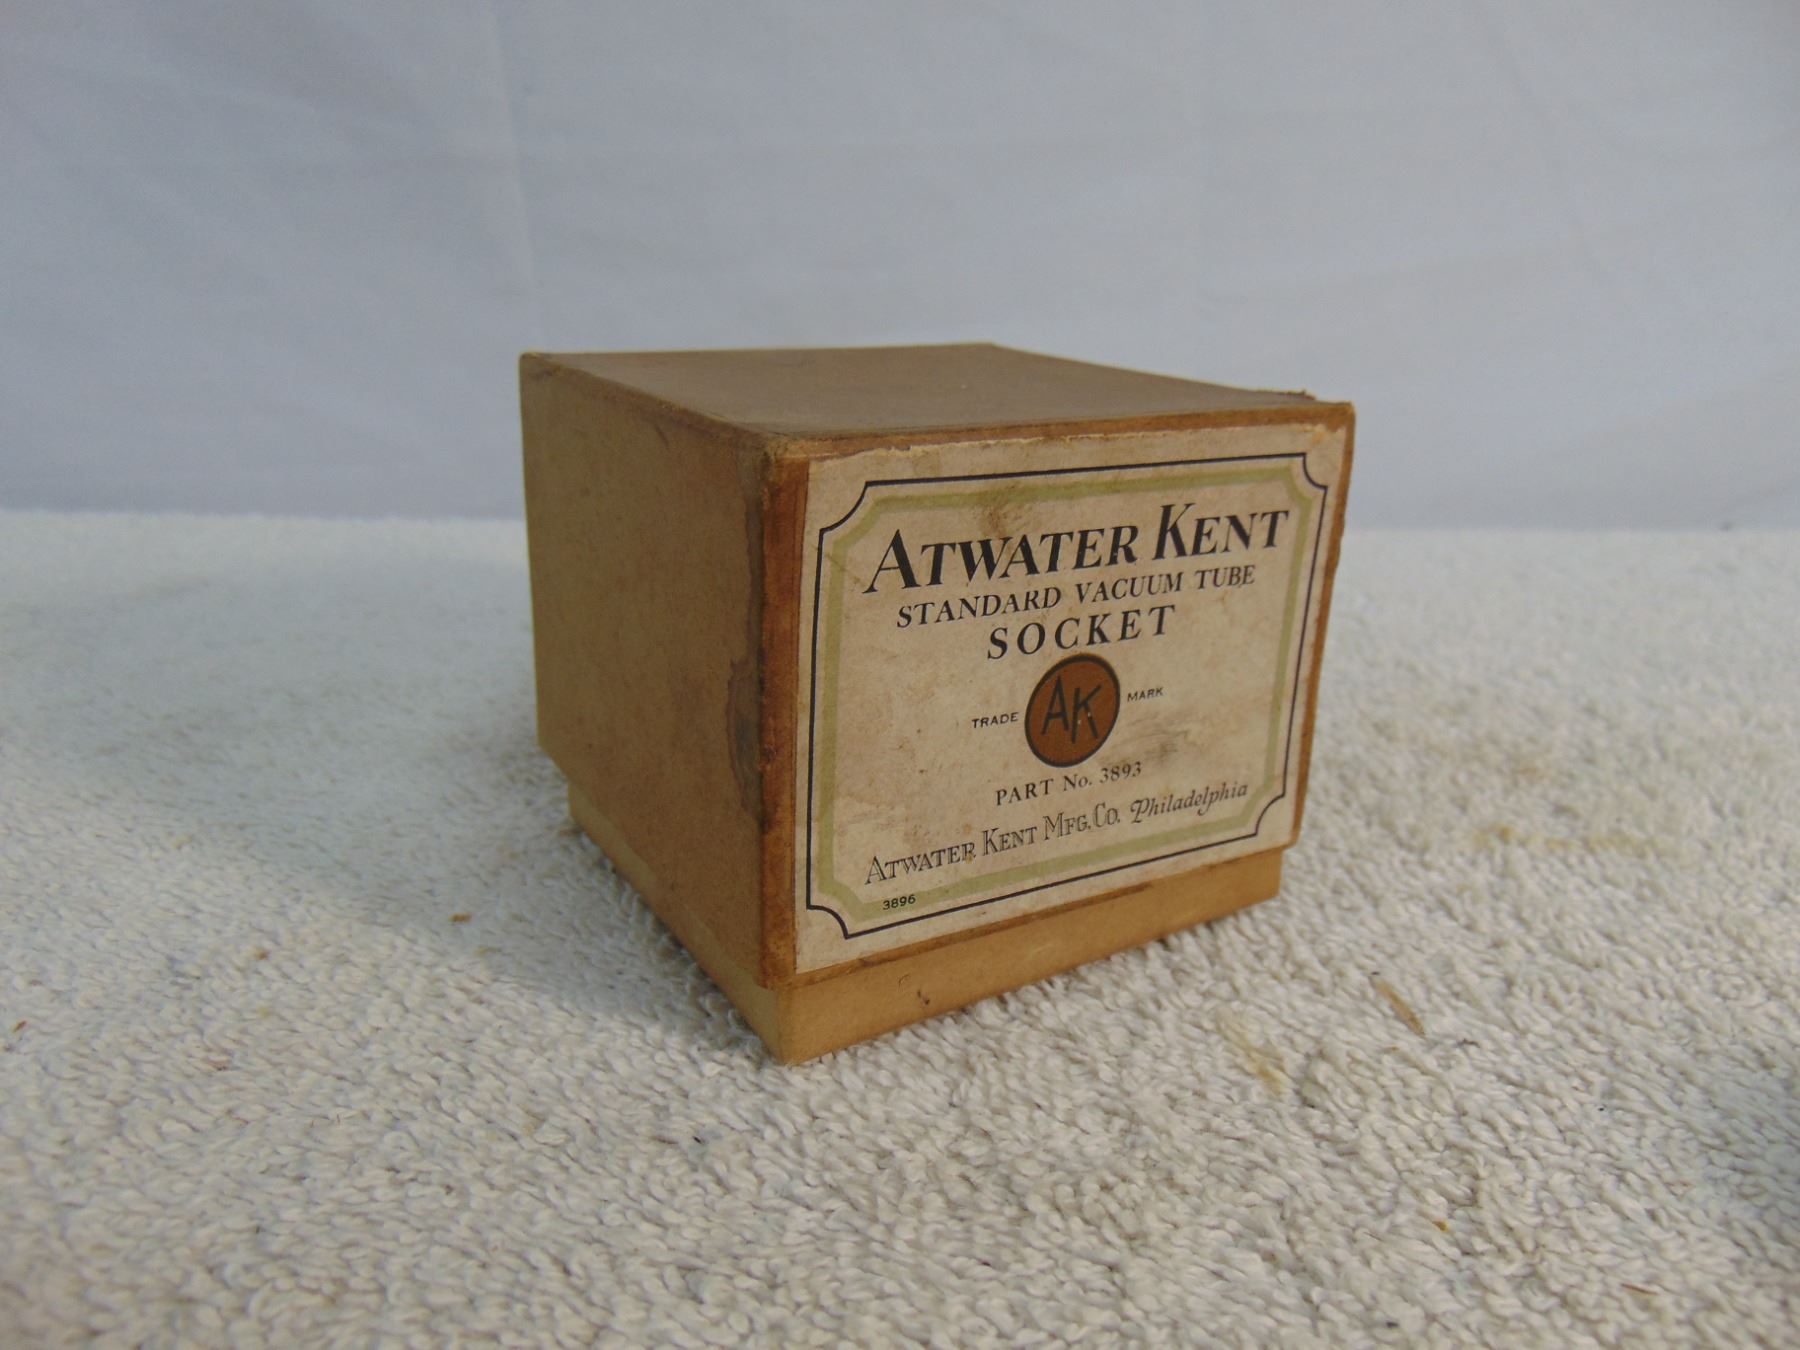 ATWATER KENT
STANDARD VACUUM TUBE
SOCKET
TRADE AK MARK
PART No. 3893
ATWATER KENT MFG. CO. Philadelphia
3896